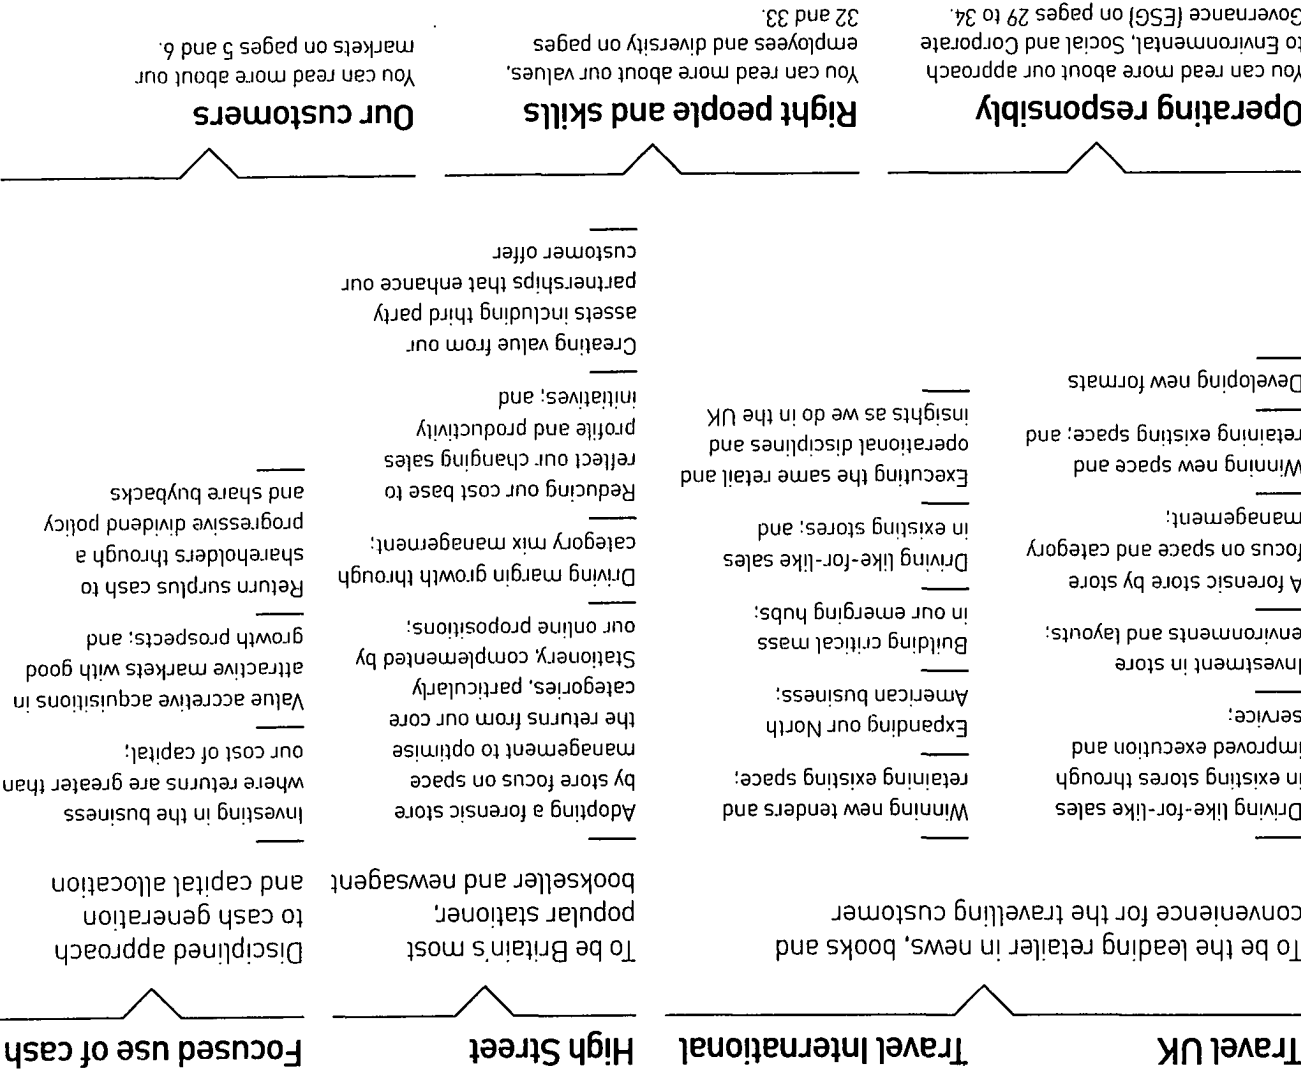 Travel UK
Travel International
To be the leading retailer in news, books and
convenience for the travelling customer
Driving like-for-like sales
in existing stores through
improved execution and
service;
Investment in store
environments and layouts;
A forensic store by store
focus on space and category
management;
Winning new space and
retaining existing space; and
Developing new formats
Winning new tenders and
retaining existing space;
Expanding our North
American business;
Building critical mass
in our emerging hubs;
Driving like-for-like sales
in existing stores; and
Executing the same retail and
operational disciplines and
insights as we do in the UK
High Street
To be Britain's most
popular stationer,
bookseller and newsagent
Adopting a forensic store
by store focus on space
management to optimise
the returns from our core
categories, particularly
Stationery, complemented by
our online propositions;
Driving margin growth through
category mix management;
Reducing our cost base to
reflect our changing sales
profile and productivity
initiatives; and
Creating value from our
assets including third party
partnerships that enhance our
customer offer
Focused use of cash
Disciplined approach
to cash generation
and capital allocation
Investing in the business
where returns are greater than
our cost of capital;
Value accretive acquisitions in
attractive markets with good
growth prospects; and
Return surplus cash to
shareholders through a
progressive dividend policy
and share buybacks
Operating responsibly
You can read more about our approach
to Environmental, Social and Corporate
Governance (ESG) on pages 29 to 34.
Right people and skills
You can read more about our values,
employees and diversity on pages
32 and 33.
Our customers
You can read more about our
markets on pages 5 and 6.